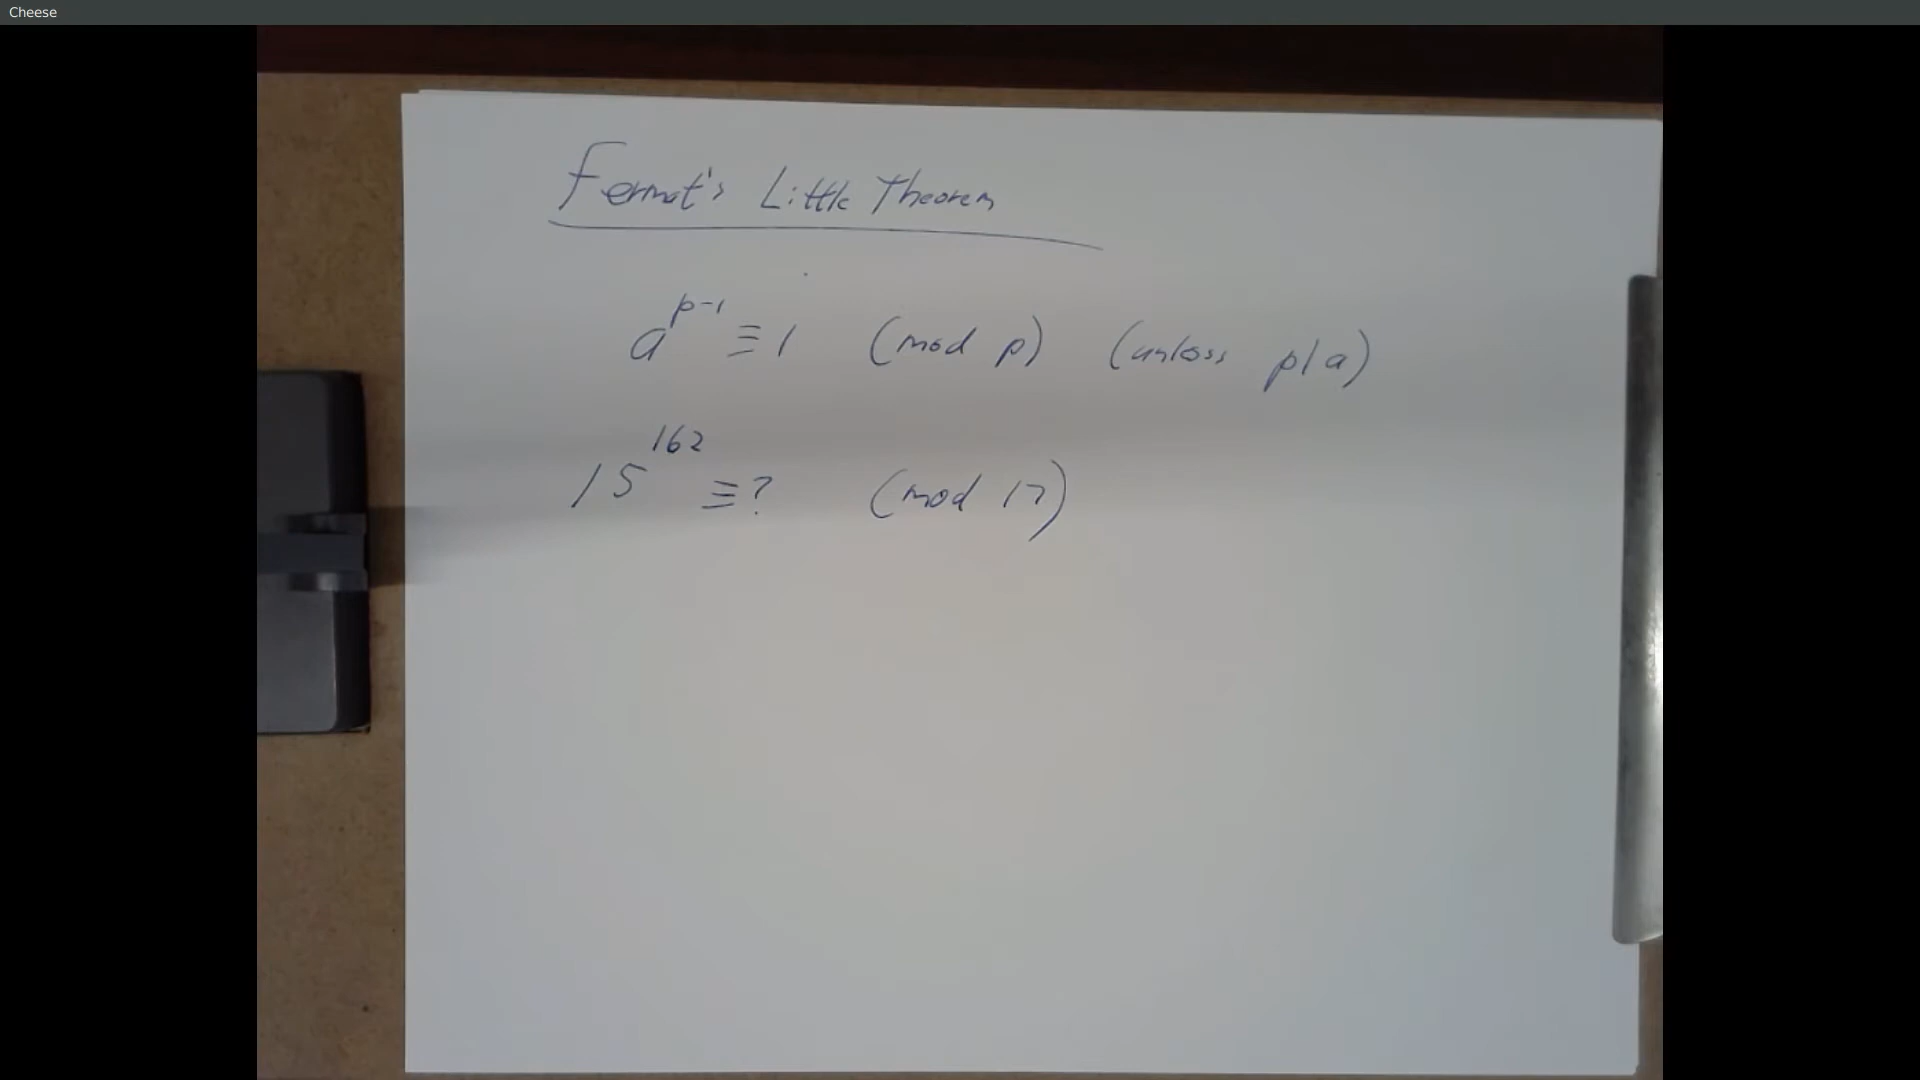 Cheese
Fermat's Little Theorem
a^{p-1} ≡ 1 (mod p) (unless p|a)
15^{162} ≡ ? (mod 17)